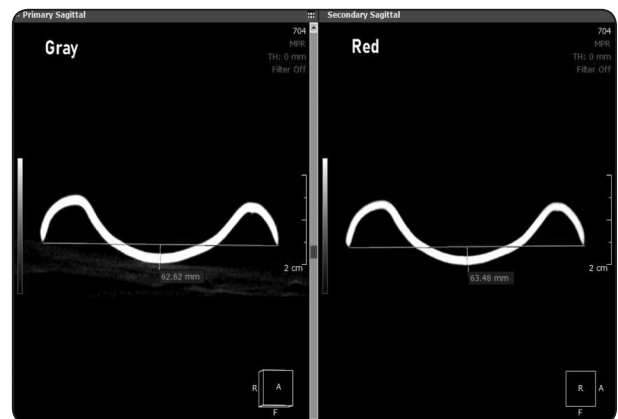 Primary Sagittal
704
MPR
TH: 0 mm
Filter Off
Gray
62.62 mm
2 cm
R
A
F
Secondary Sagittal
704
MPR
TH: 0 mm
Filter Off
Red
63.48 mm
2 cm
R
A
F